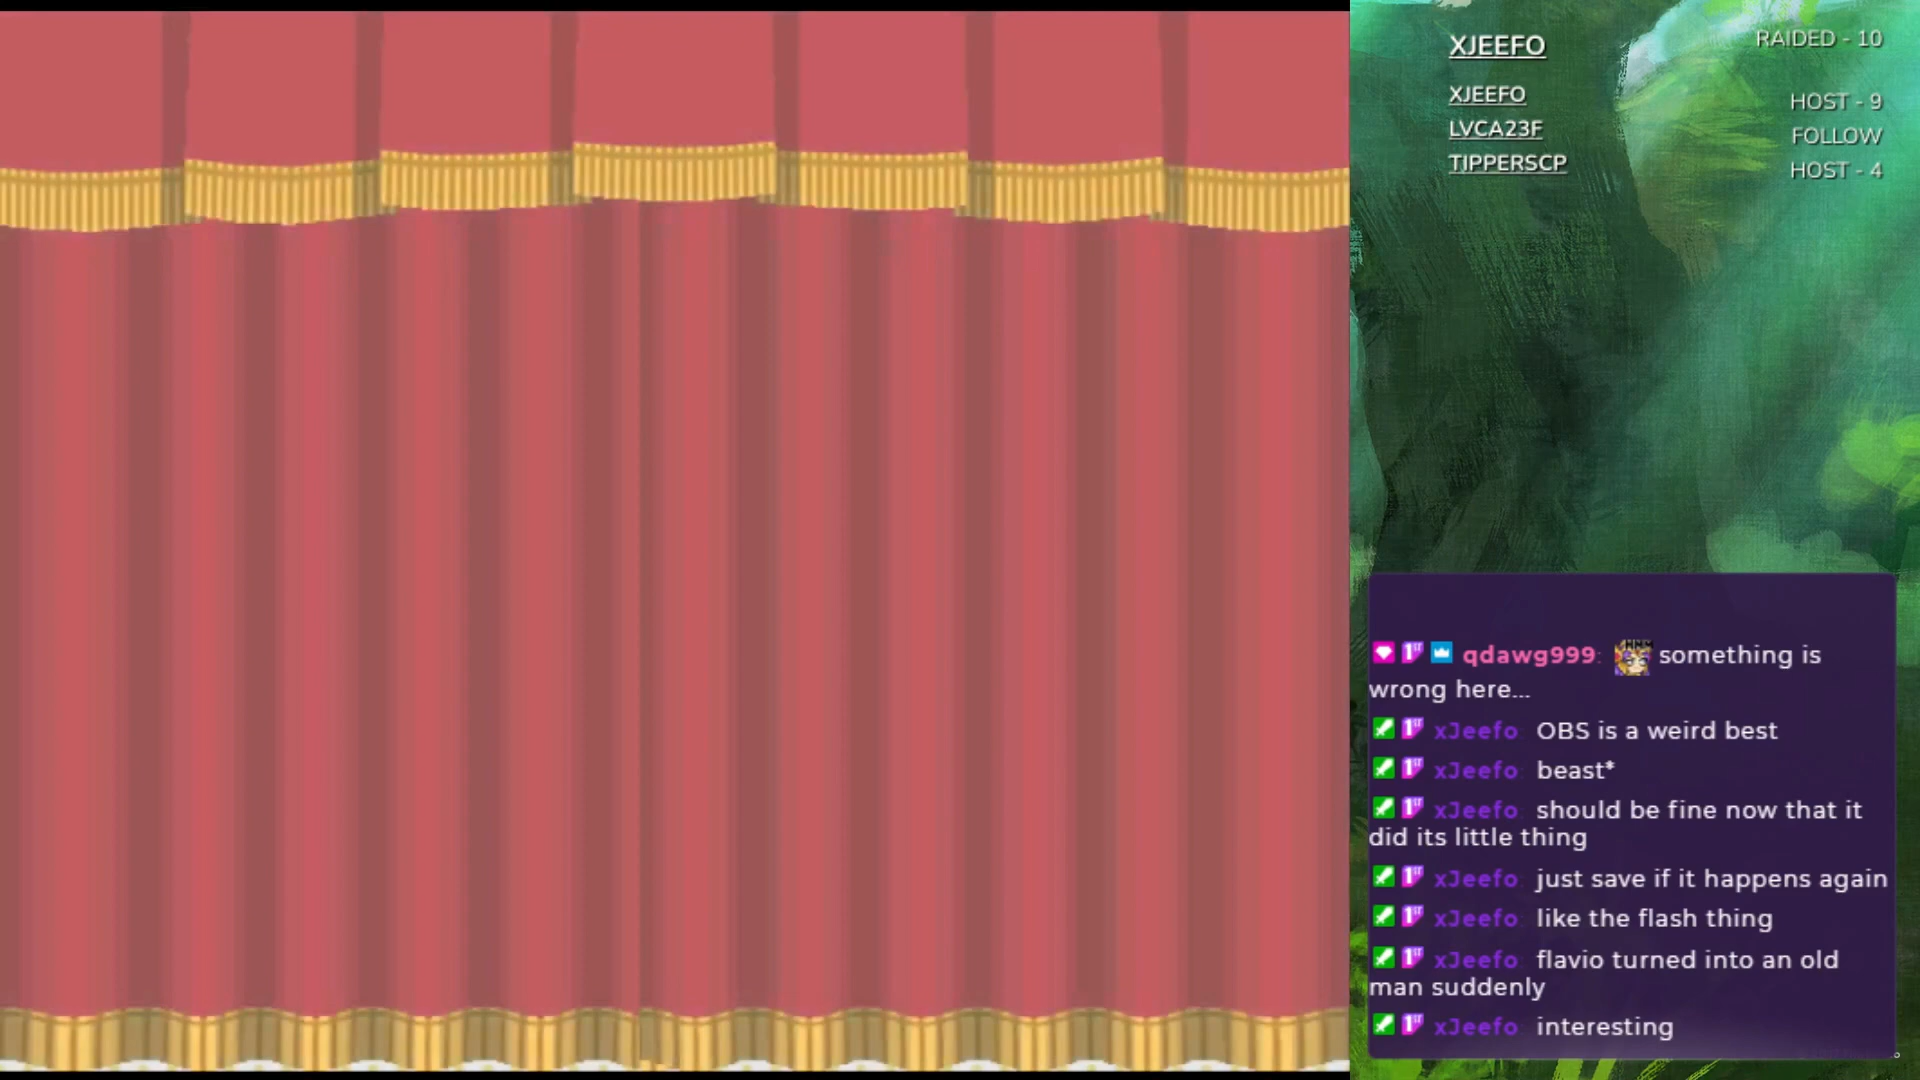 XJEEFO
RAIDED - 10
XJEEFO
HOST - 9
LVCA23F
FOLLOW
TIPPERSCP
HOST - 4
qdawg999: something is
wrong here...
xJeefo: OBS is a weird best
xJeefo: beast*
xJeefo: should be fine now that it
did its little thing
xJeefo: just save if it happens again
xJeefo: like the flash thing
xJeefo: flavio turned into an old
man suddenly
xJeefo: interesting